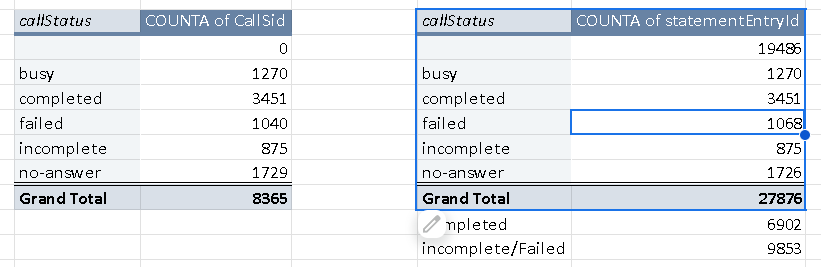 callStatus COUNTA of CallSid callStatus COUNTA of statementEntryId
0 19486
busy 1270 busy 1270
completed 3451 completed 3451
failed 1040 failed 1068
incomplete 875 incomplete 875
no-answer 1729 no-answer 1726
Grand Total 8365 Grand Total 27876
mpleted 6902
incomplete/Failed 9853